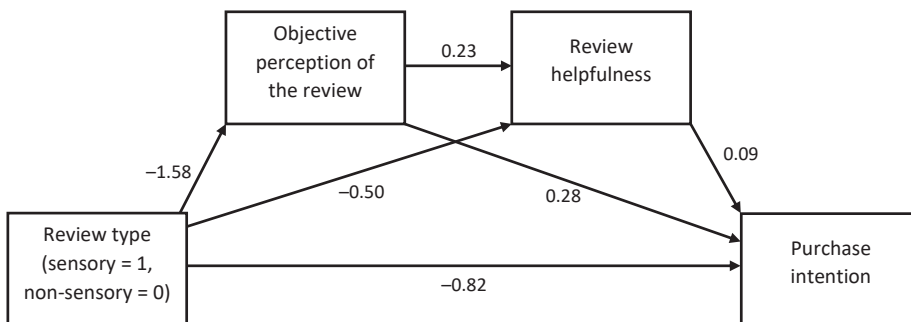 Objective
perception of
the review
0.23
Review
helpfulness
−1.58
−0.50
0.28
0.09
Review type
(sensory = 1,
non-sensory = 0)
−0.82
Purchase
intention